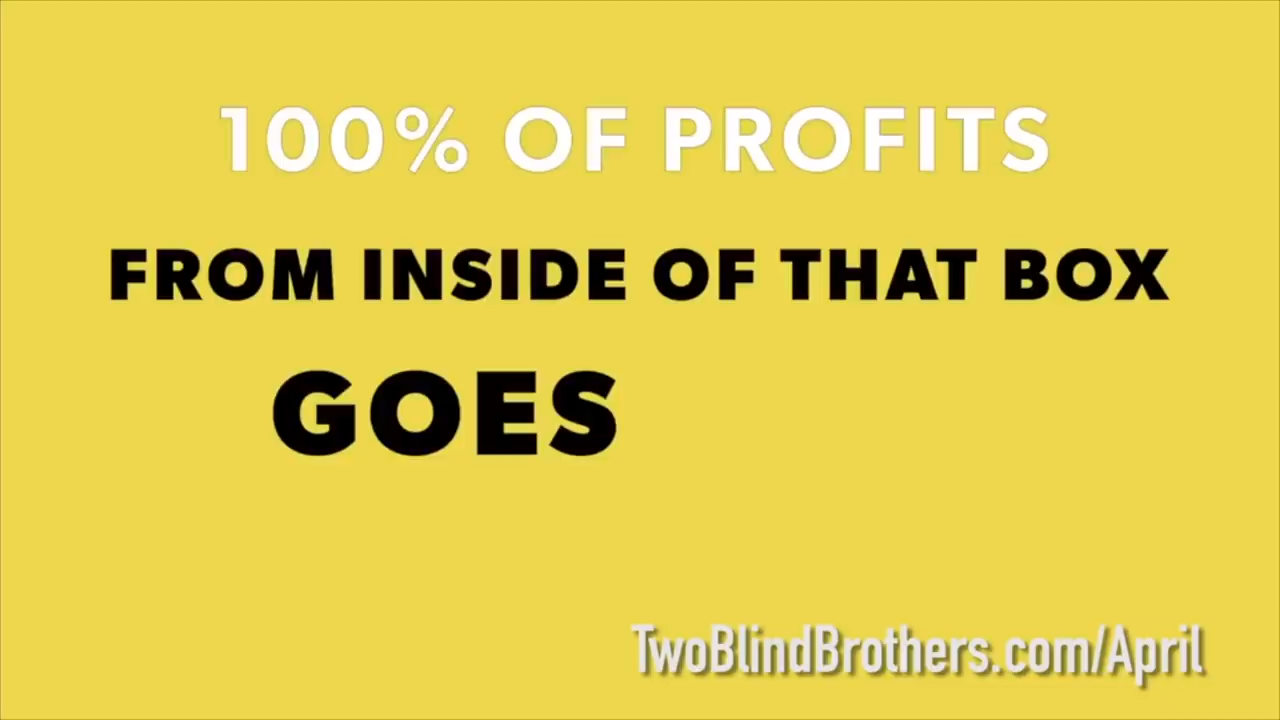 100% OF PROFITS
FROM INSIDE OF THAT BOX
GOES
TwoBlindBrothers.com/April